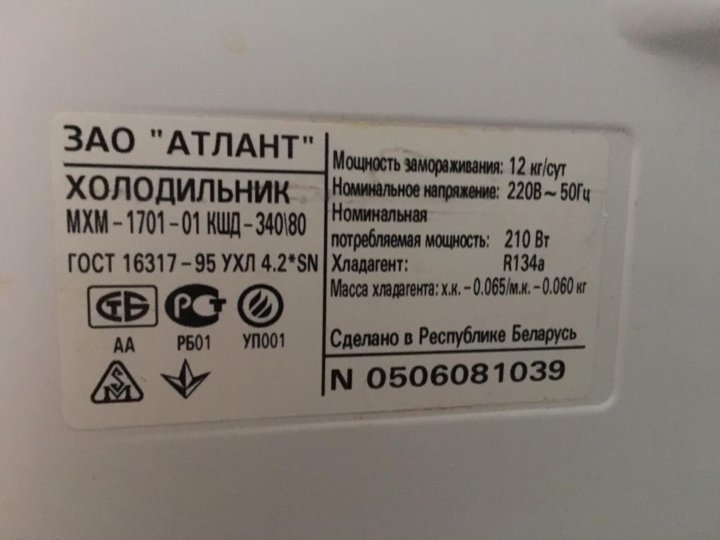 ЗАО "АТЛАНТ"
ХОЛОДИЛЬНИК
МХМ-1701-01 КШД-340\80
ГОСТ 16317-95 УХЛ 4.2*SN
СТБ РСТ
АА РБ01 УП001
Мощность замораживания: 12 кг/сут
Номинальное напряжение: 220В ~ 50Гц
Номинальная
потребляемая мощность: 210 Вт
Хладагент: R134a
Масса хладагента: х.к. -0.065/м.к. -0.060 кг
Сделано в Республике Беларусь
N 0506081039